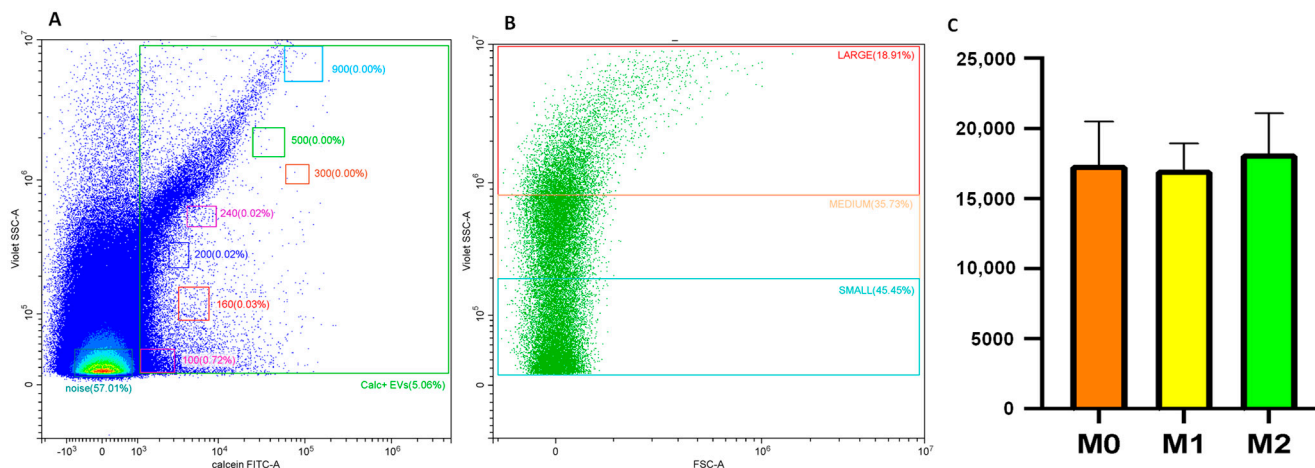 A
10^7
10^6
10^5
0
Violet SSC-A
-10^3
0
10^3
10^4
10^5
10^6
calcein FITC-A
900(0.00%)
500(0.00%)
300(0.00%)
240(0.02%)
200(0.02%)
160(0.03%)
100(0.72%)
noise(57.01%)
Calc+ EVs(5.06%)
B
10^7
10^6
10^5
0
Violet SSC-A
0
10^6
10^7
FSC-A
LARGE(18.91%)
MEDIUM(35.73%)
SMALL(45.45%)
C
25,000
20,000
15,000
10,000
5000
0
M0
M1
M2